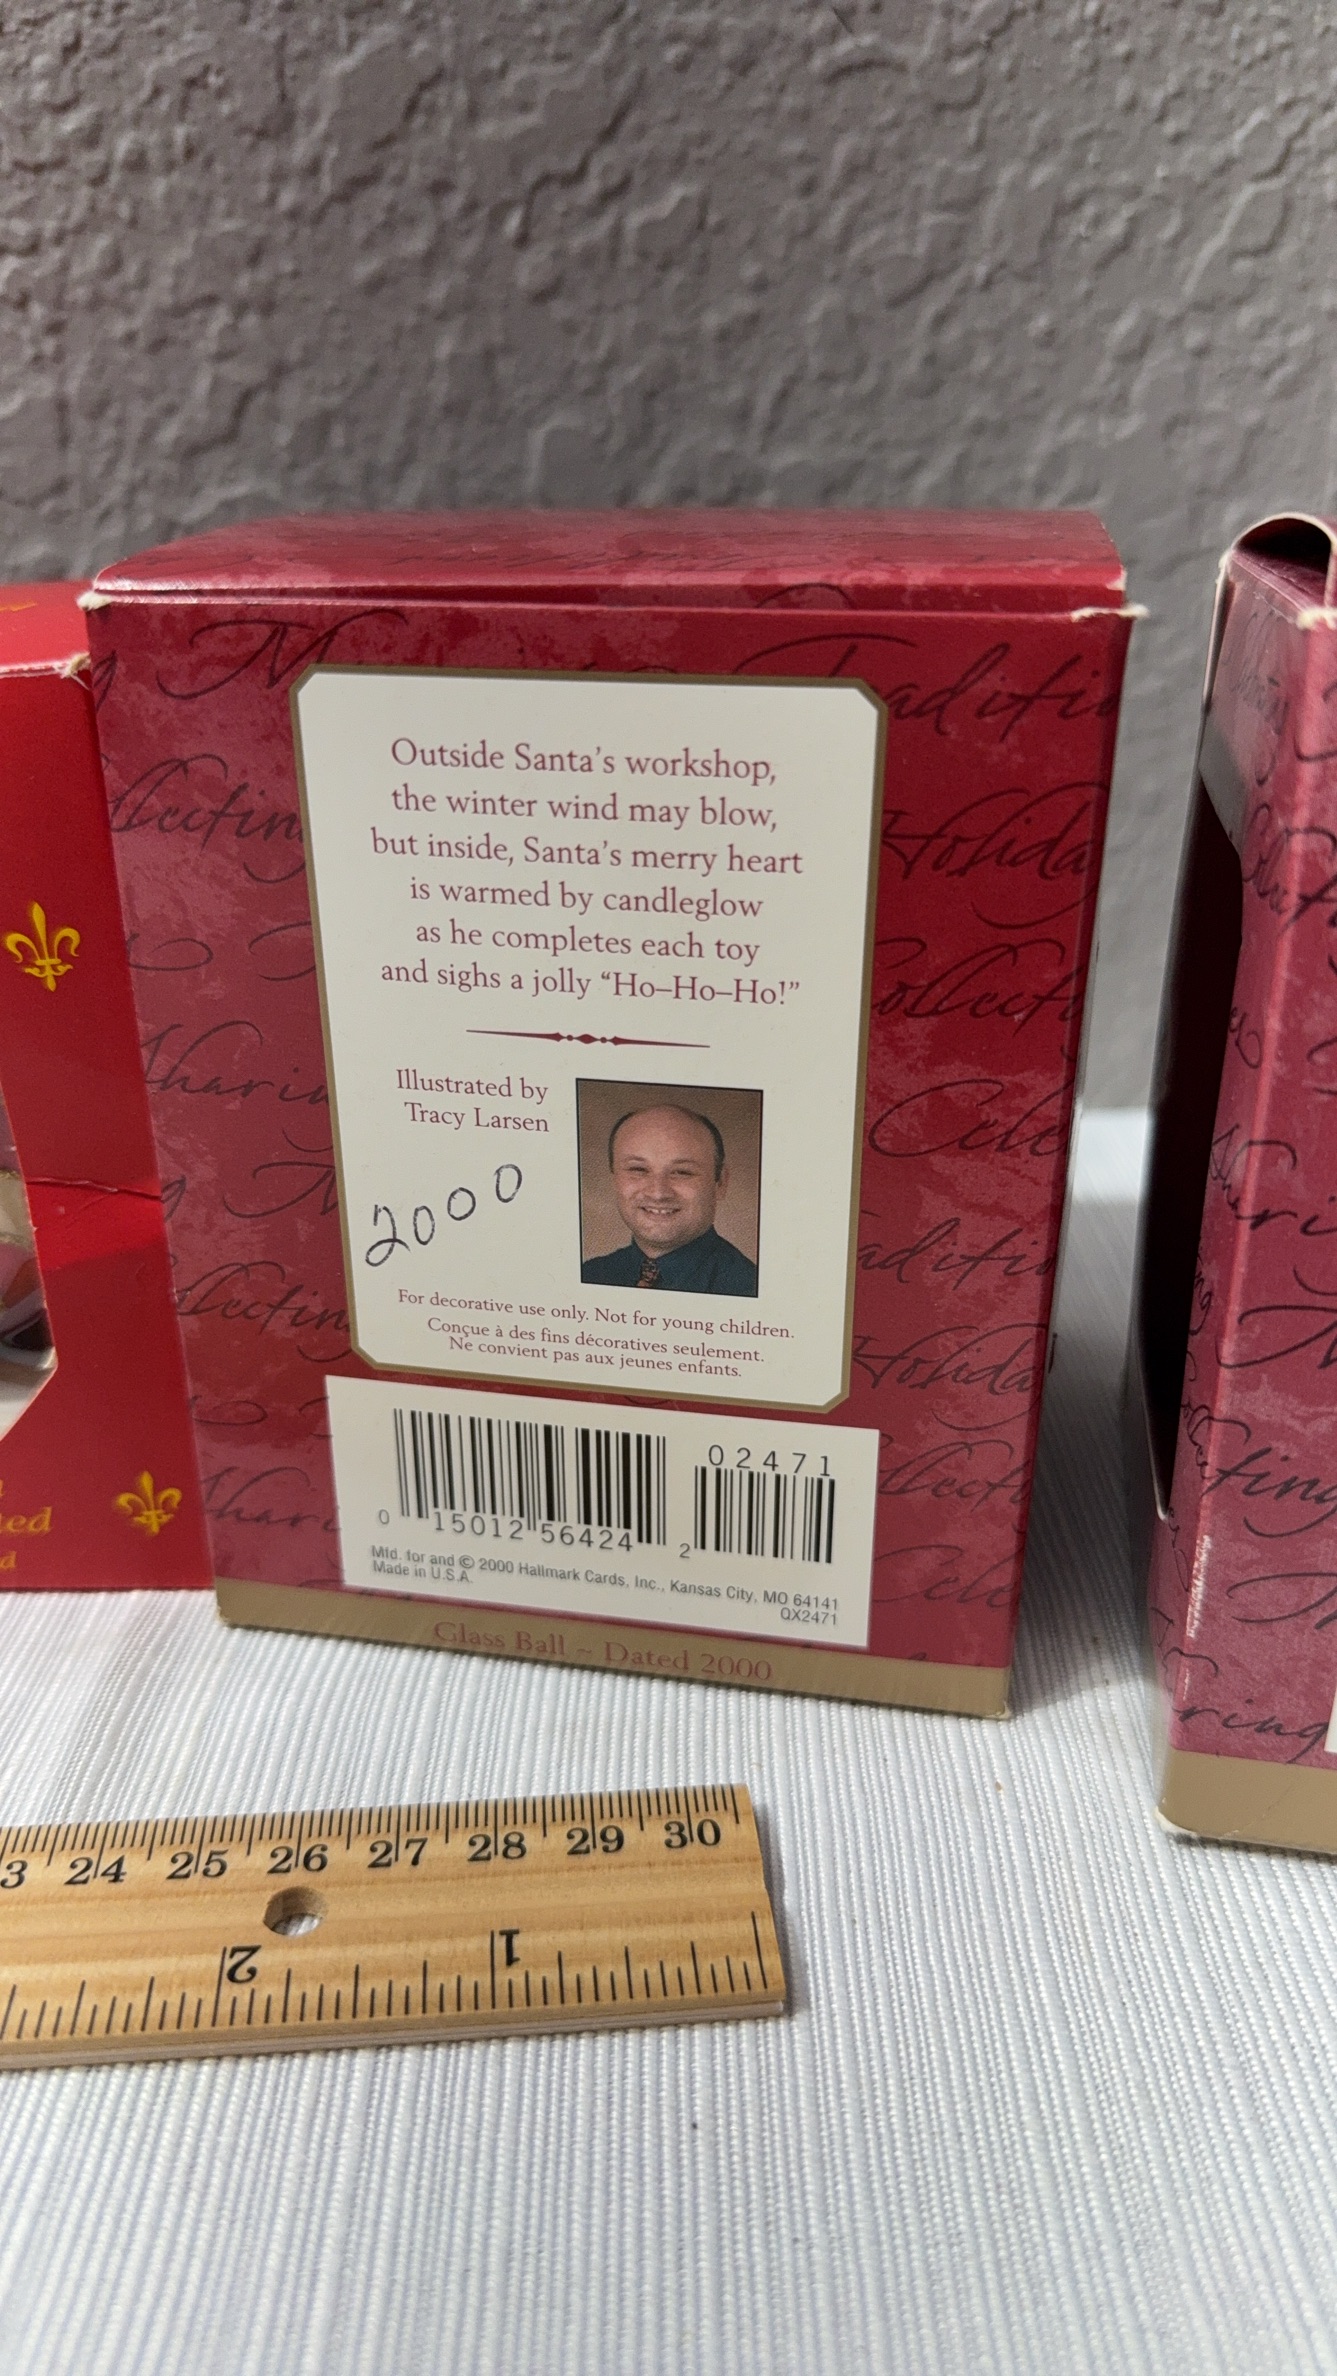 Outside Santa's workshop,
the winter wind may blow,
but inside, Santa's merry heart
is warmed by candleglow
as he completes each toy
and sighs a jolly “Ho–Ho–Ho!”
Illustrated by
Tracy Larsen
2000
For decorative use only. Not for young children.
Conçue à des fins décoratives seulement.
Ne convient pas aux jeunes enfants.
02471
0 15012 56424 2
Mfd. for and © 2000 Hallmark Cards, Inc., Kansas City, MO 64141
Made in U.S.A.
QX2471
Glass Ball ~ Dated 2000
24 25 26 27 28 29 30
2 1